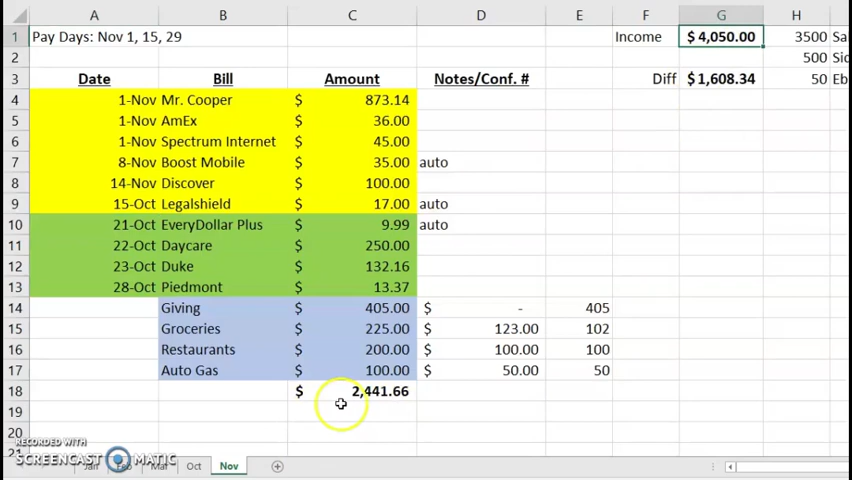 A B C D E F G H
1 Pay Days: Nov 1, 15, 29 Income $ 4,050.00 3500 Sal
2 500 Sid
3 Date Bill Amount Notes/Conf. # Diff $ 1,608.34 50 Eb
4 1-Nov Mr. Cooper $ 873.14
5 1-Nov AmEx $ 36.00
6 1-Nov Spectrum Internet $ 45.00
7 8-Nov Boost Mobile $ 35.00 auto
8 14-Nov Discover $ 100.00
9 15-Oct Legalshield $ 17.00 auto
10 21-Oct EveryDollar Plus $ 9.99 auto
11 22-Oct Daycare $ 250.00
12 23-Oct Duke $ 132.16
13 28-Oct Piedmont $ 13.37
14 Giving $ 405.00 $ - 405
15 Groceries $ 225.00 $ 123.00 102
16 Restaurants $ 200.00 $ 100.00 100
17 Auto Gas $ 100.00 $ 50.00 50
18 $ 2,441.66
19
20
21
RECORDED WITH
SCREENCAST MATIC
Jan Feb Mar Oct Nov